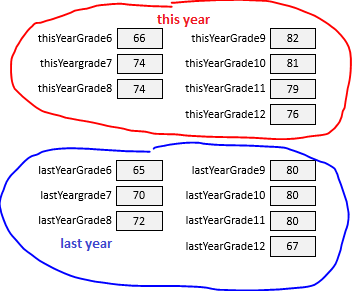 this year
thisYearGrade6 66 thisYearGrade9 82
thisYeargrade7 74 thisYearGrade10 81
thisYearGrade8 74 thisYearGrade11 79
thisYearGrade12 76
lastYearGrade6 65 lastYearGrade9 80
lastYeargrade7 70 lastYearGrade10 80
lastYearGrade8 72 lastYearGrade11 80
last year lastYearGrade12 67